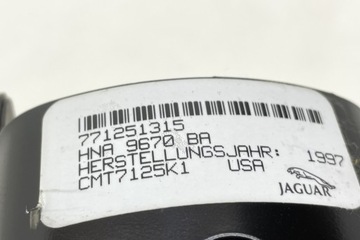 771251315
HNA 9670 BA
HERSTELLUNGSJAHR: 1997
CMT7125K1 USA
JAGUAR